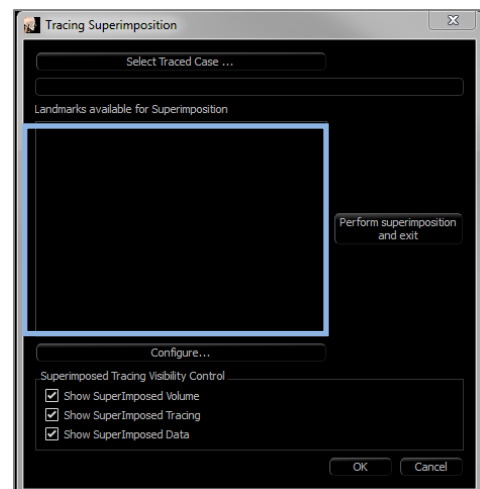 Tracing Superimposition
Select Traced Case ...
Landmarks available for Superimposition
Perform superimposition
and exit
Configure...
Superimposed Tracing Visibility Control
Show SuperImposed Volume
Show SuperImposed Tracing
Show SuperImposed Data
OK Cancel